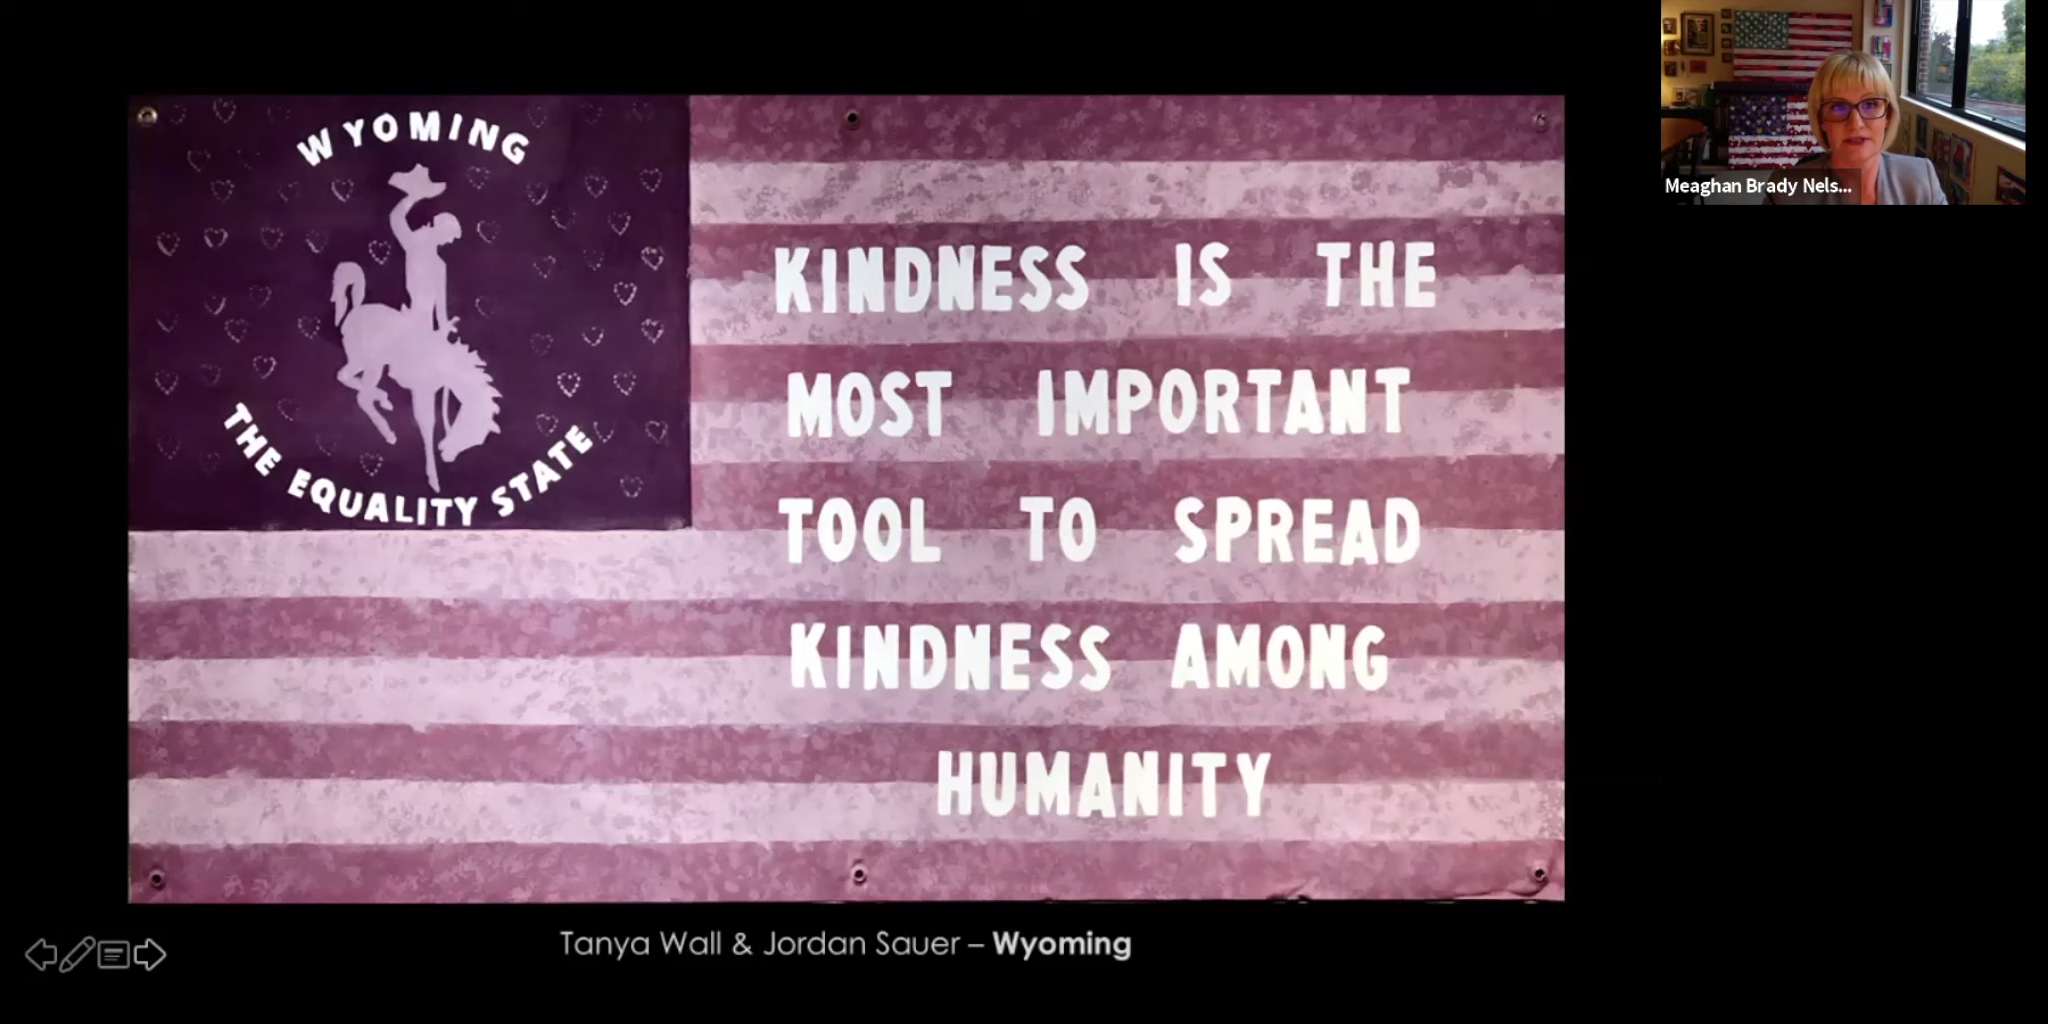 WYOMING
THE EQUALITY STATE
KINDNESS IS THE
MOST IMPORTANT
TOOL TO SPREAD
KINDNESS AMONG
HUMANITY
Tanya Wall & Jordan Sauer – Wyoming
Meaghan Brady Nels...